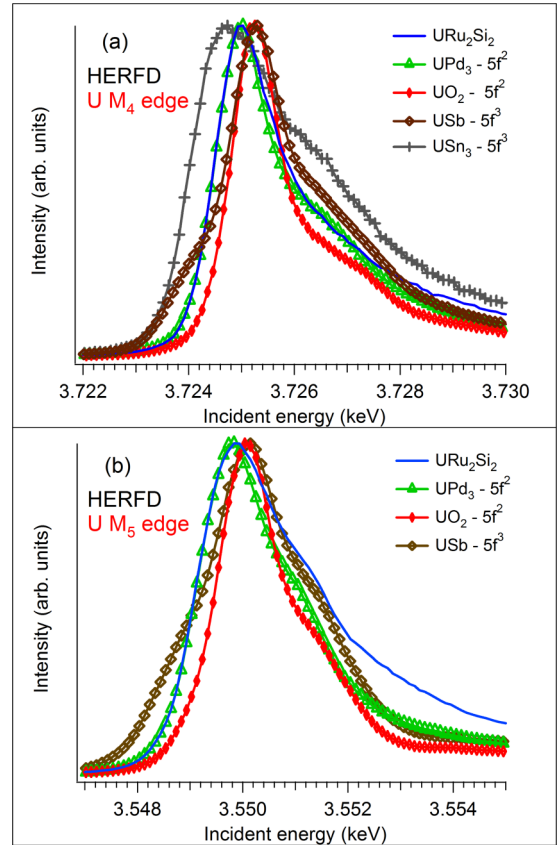 (a)
HERFD
U M₄ edge
URu₂Si₂
UPd₃ - 5f²
UO₂ - 5f²
USb - 5f³
USn₃ - 5f³
Intensity (arb. units)
3.722 3.724 3.726 3.728 3.730
Incident energy (keV)
(b)
HERFD
U M₅ edge
URu₂Si₂
UPd₃ - 5f²
UO₂ - 5f²
USb - 5f³
Intensity (arb. units)
3.548 3.550 3.552 3.554
Incident energy (keV)